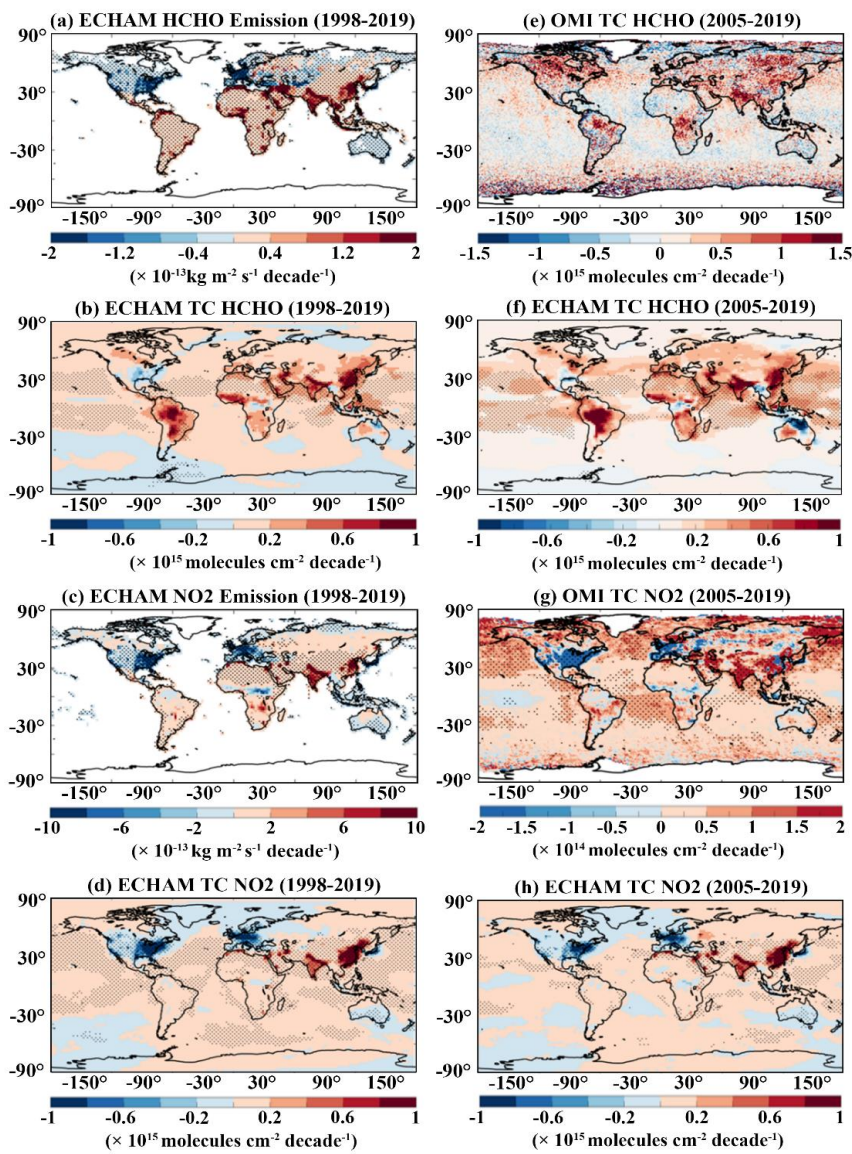 (a) ECHAM HCHO Emission (1998-2019)
90°
30°
-30°
-90°
-150° -90° -30° 30° 90° 150°
-2 -1.2 -0.4 0.4 1.2 2
(× 10⁻¹³kg m⁻² s⁻¹ decade⁻¹)
(b) ECHAM TC HCHO (1998-2019)
90°
30°
-30°
-90°
-150° -90° -30° 30° 90° 150°
-1 -0.6 -0.2 0.2 0.6 1
(× 10¹⁵ molecules cm⁻² decade⁻¹)
(c) ECHAM NO2 Emission (1998-2019)
90°
30°
-30°
-90°
-150° -90° -30° 30° 90° 150°
-10 -6 -2 2 6 10
(× 10⁻¹³ kg m⁻² s⁻¹ decade⁻¹)
(d) ECHAM TC NO2 (1998-2019)
90°
30°
-30°
-90°
-150° -90° -30° 30° 90° 150°
-1 -0.6 -0.2 0.2 0.6 1
(× 10¹⁵ molecules cm⁻² decade⁻¹)
(e) OMI TC HCHO (2005-2019)
90°
30°
-30°
-90°
-150° -90° -30° 30° 90° 150°
-1.5 -1 -0.5 0 0.5 1 1.5
(× 10¹⁵ molecules cm⁻² decade⁻¹)
(f) ECHAM TC HCHO (2005-2019)
90°
30°
-30°
-90°
-150° -90° -30° 30° 90° 150°
-1 -0.6 -0.2 0.2 0.6 1
(× 10¹⁵ molecules cm⁻² decade⁻¹)
(g) OMI TC NO2 (2005-2019)
90°
30°
-30°
-90°
-150° -90° -30° 30° 90° 150°
-2 -1.5 -1 -0.5 0 0.5 1 1.5 2
(× 10¹⁴ molecules cm⁻² decade⁻¹)
(h) ECHAM TC NO2 (2005-2019)
90°
30°
-30°
-90°
-150° -90° -30° 30° 90° 150°
-1 -0.6 -0.2 0.2 0.6 1
(× 10¹⁵ molecules cm⁻² decade⁻¹)